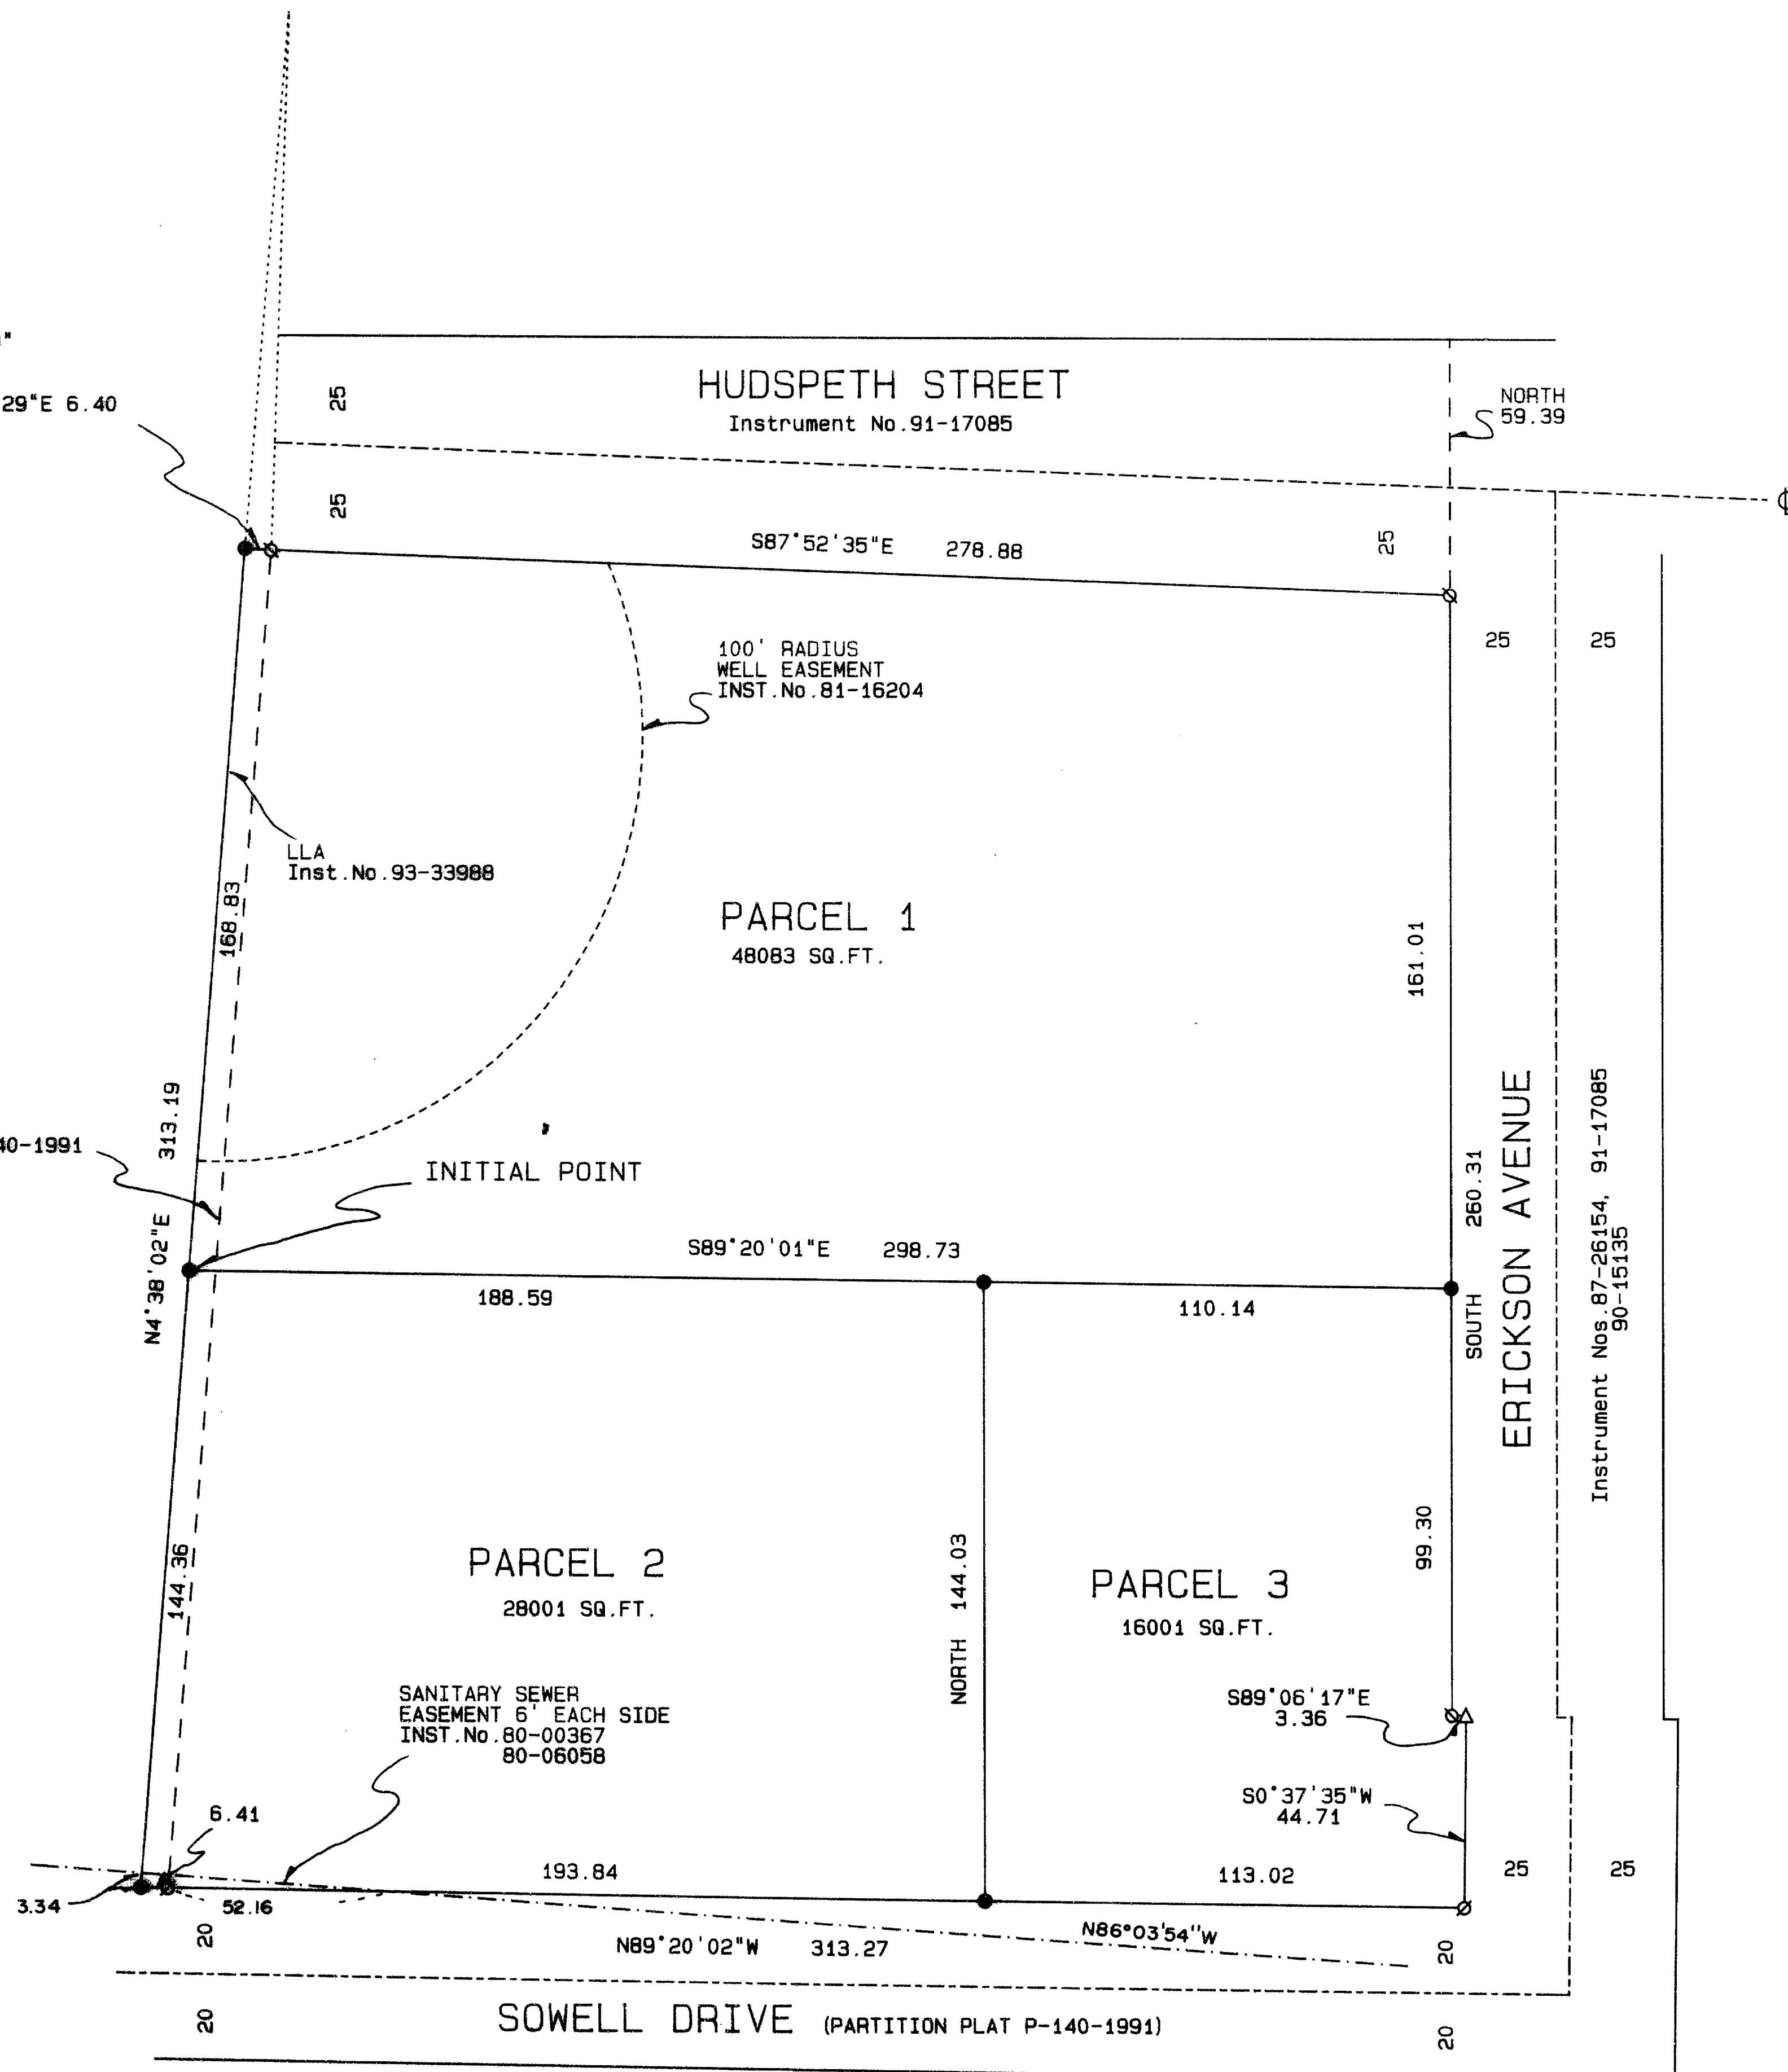 HUDSPETH STREET
Instrument No.91-17085
NORTH
59.39
25
25
29"E 6.40
S87°52'35"E 278.88
25
25
25
100' RADIUS
WELL EASEMENT
INST.No.81-16204
LLA
Inst.No.93-33988
168.83
PARCEL 1
48083 SQ.FT.
161.01
313.19
40-1991
INITIAL POINT
N4°38'02"E
S89°20'01"E 298.73
188.59
110.14
SOUTH 260.31
ERICKSON AVENUE
Instrument Nos.87-26154, 91-17085
90-15135
144.36
PARCEL 2
28001 SQ.FT.
NORTH 144.03
PARCEL 3
16001 SQ.FT.
99.30
SANITARY SEWER
EASEMENT 6' EACH SIDE
INST.No.80-00367
80-06058
S89°06'17"E
3.36
S0°37'35"W
44.71
6.41
193.84
113.02
25
25
3.34
52.16
20
N89°20'02"W 313.27
N86°03'54"W
20
20
SOWELL DRIVE (PARTITION PLAT P-140-1991)
20